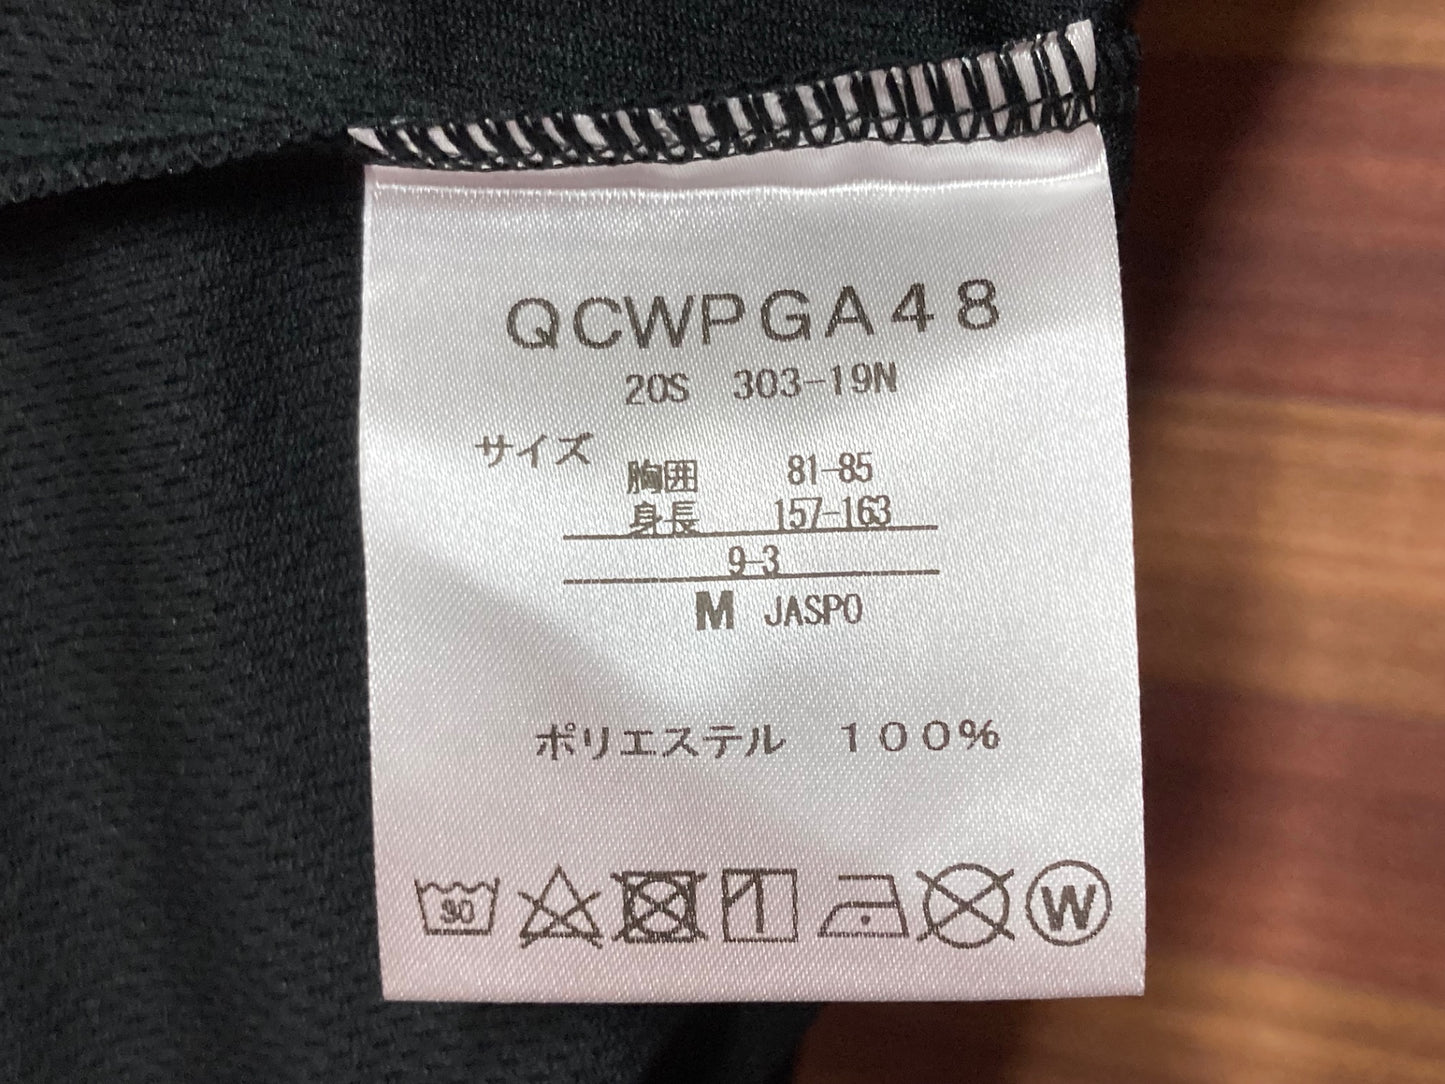 QCWPGA48
20S 303-19N
サイズ
胸囲 81-85
身長 157-163
9-3
M JASPO
ポリエステル 100%
30 W